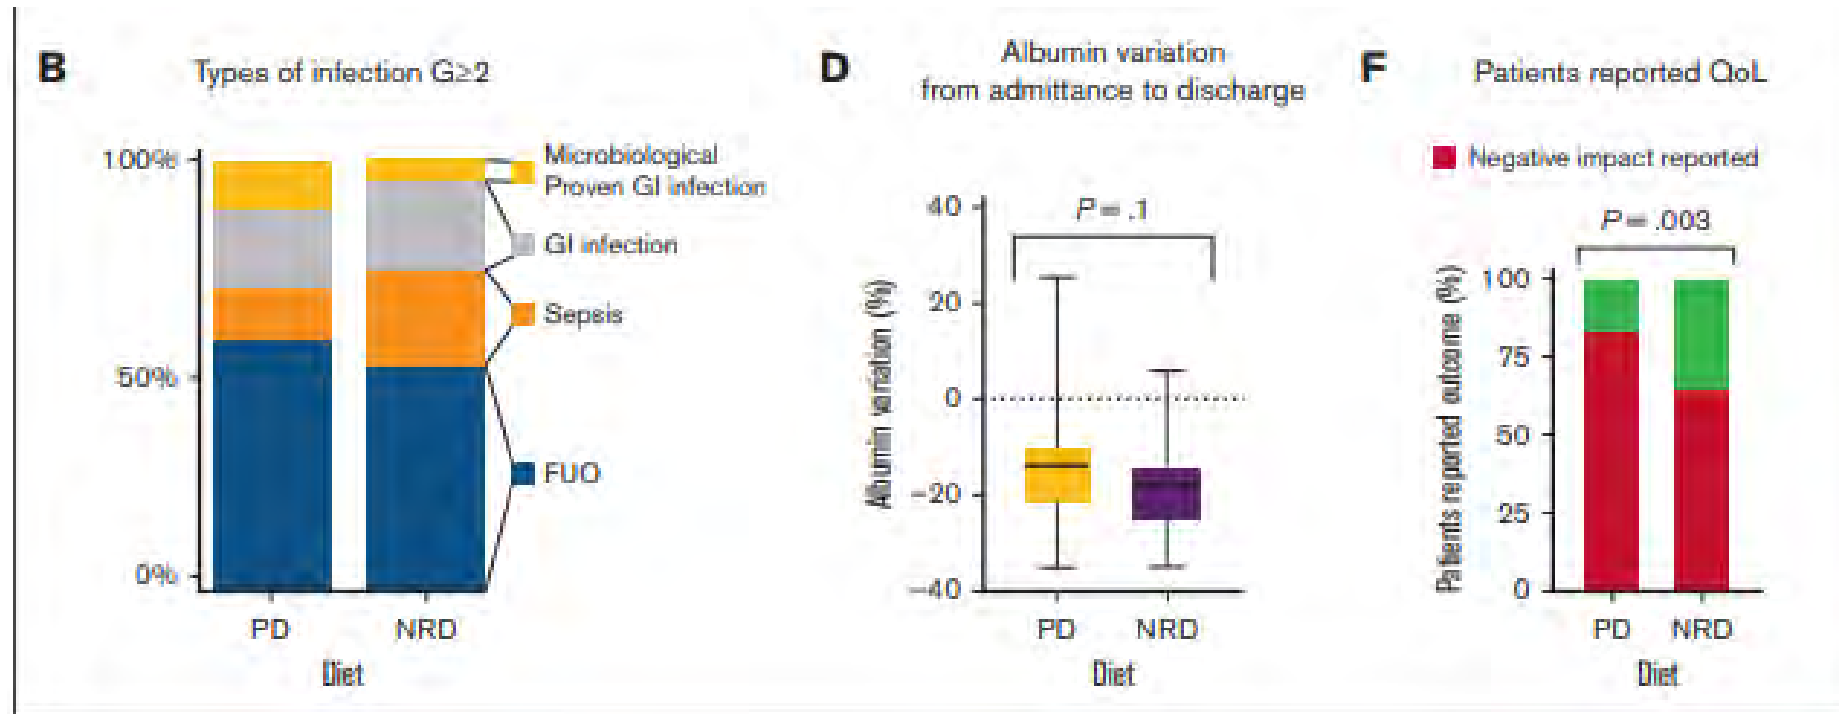 B
Types of infection G≥2
100%
50%
0%
Microbiological
Proven GI infection
GI infection
Sepsis
FUO
PD
NRD
Diet
D
Albumin variation
from admittance to discharge
Albumin variation (%)
40
20
0
−20
−40
P = .1
PD
NRD
Diet
F
Patients reported QoL
Negative impact reported
P = .003
Patients reported outcome (%)
100
75
50
25
0
PD
NRD
Diet